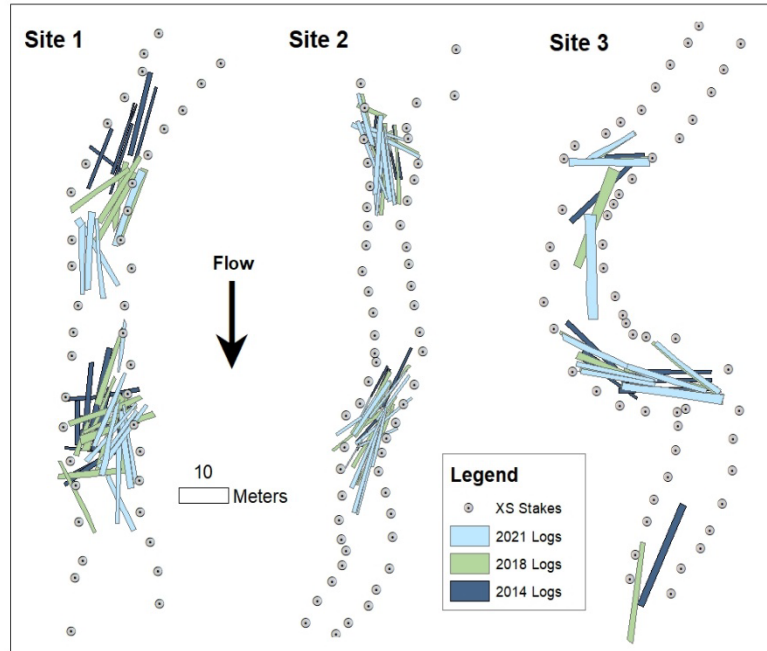 Site 1
Site 2
Site 3
Flow
10
Meters
Legend
XS Stakes
2021 Logs
2018 Logs
2014 Logs